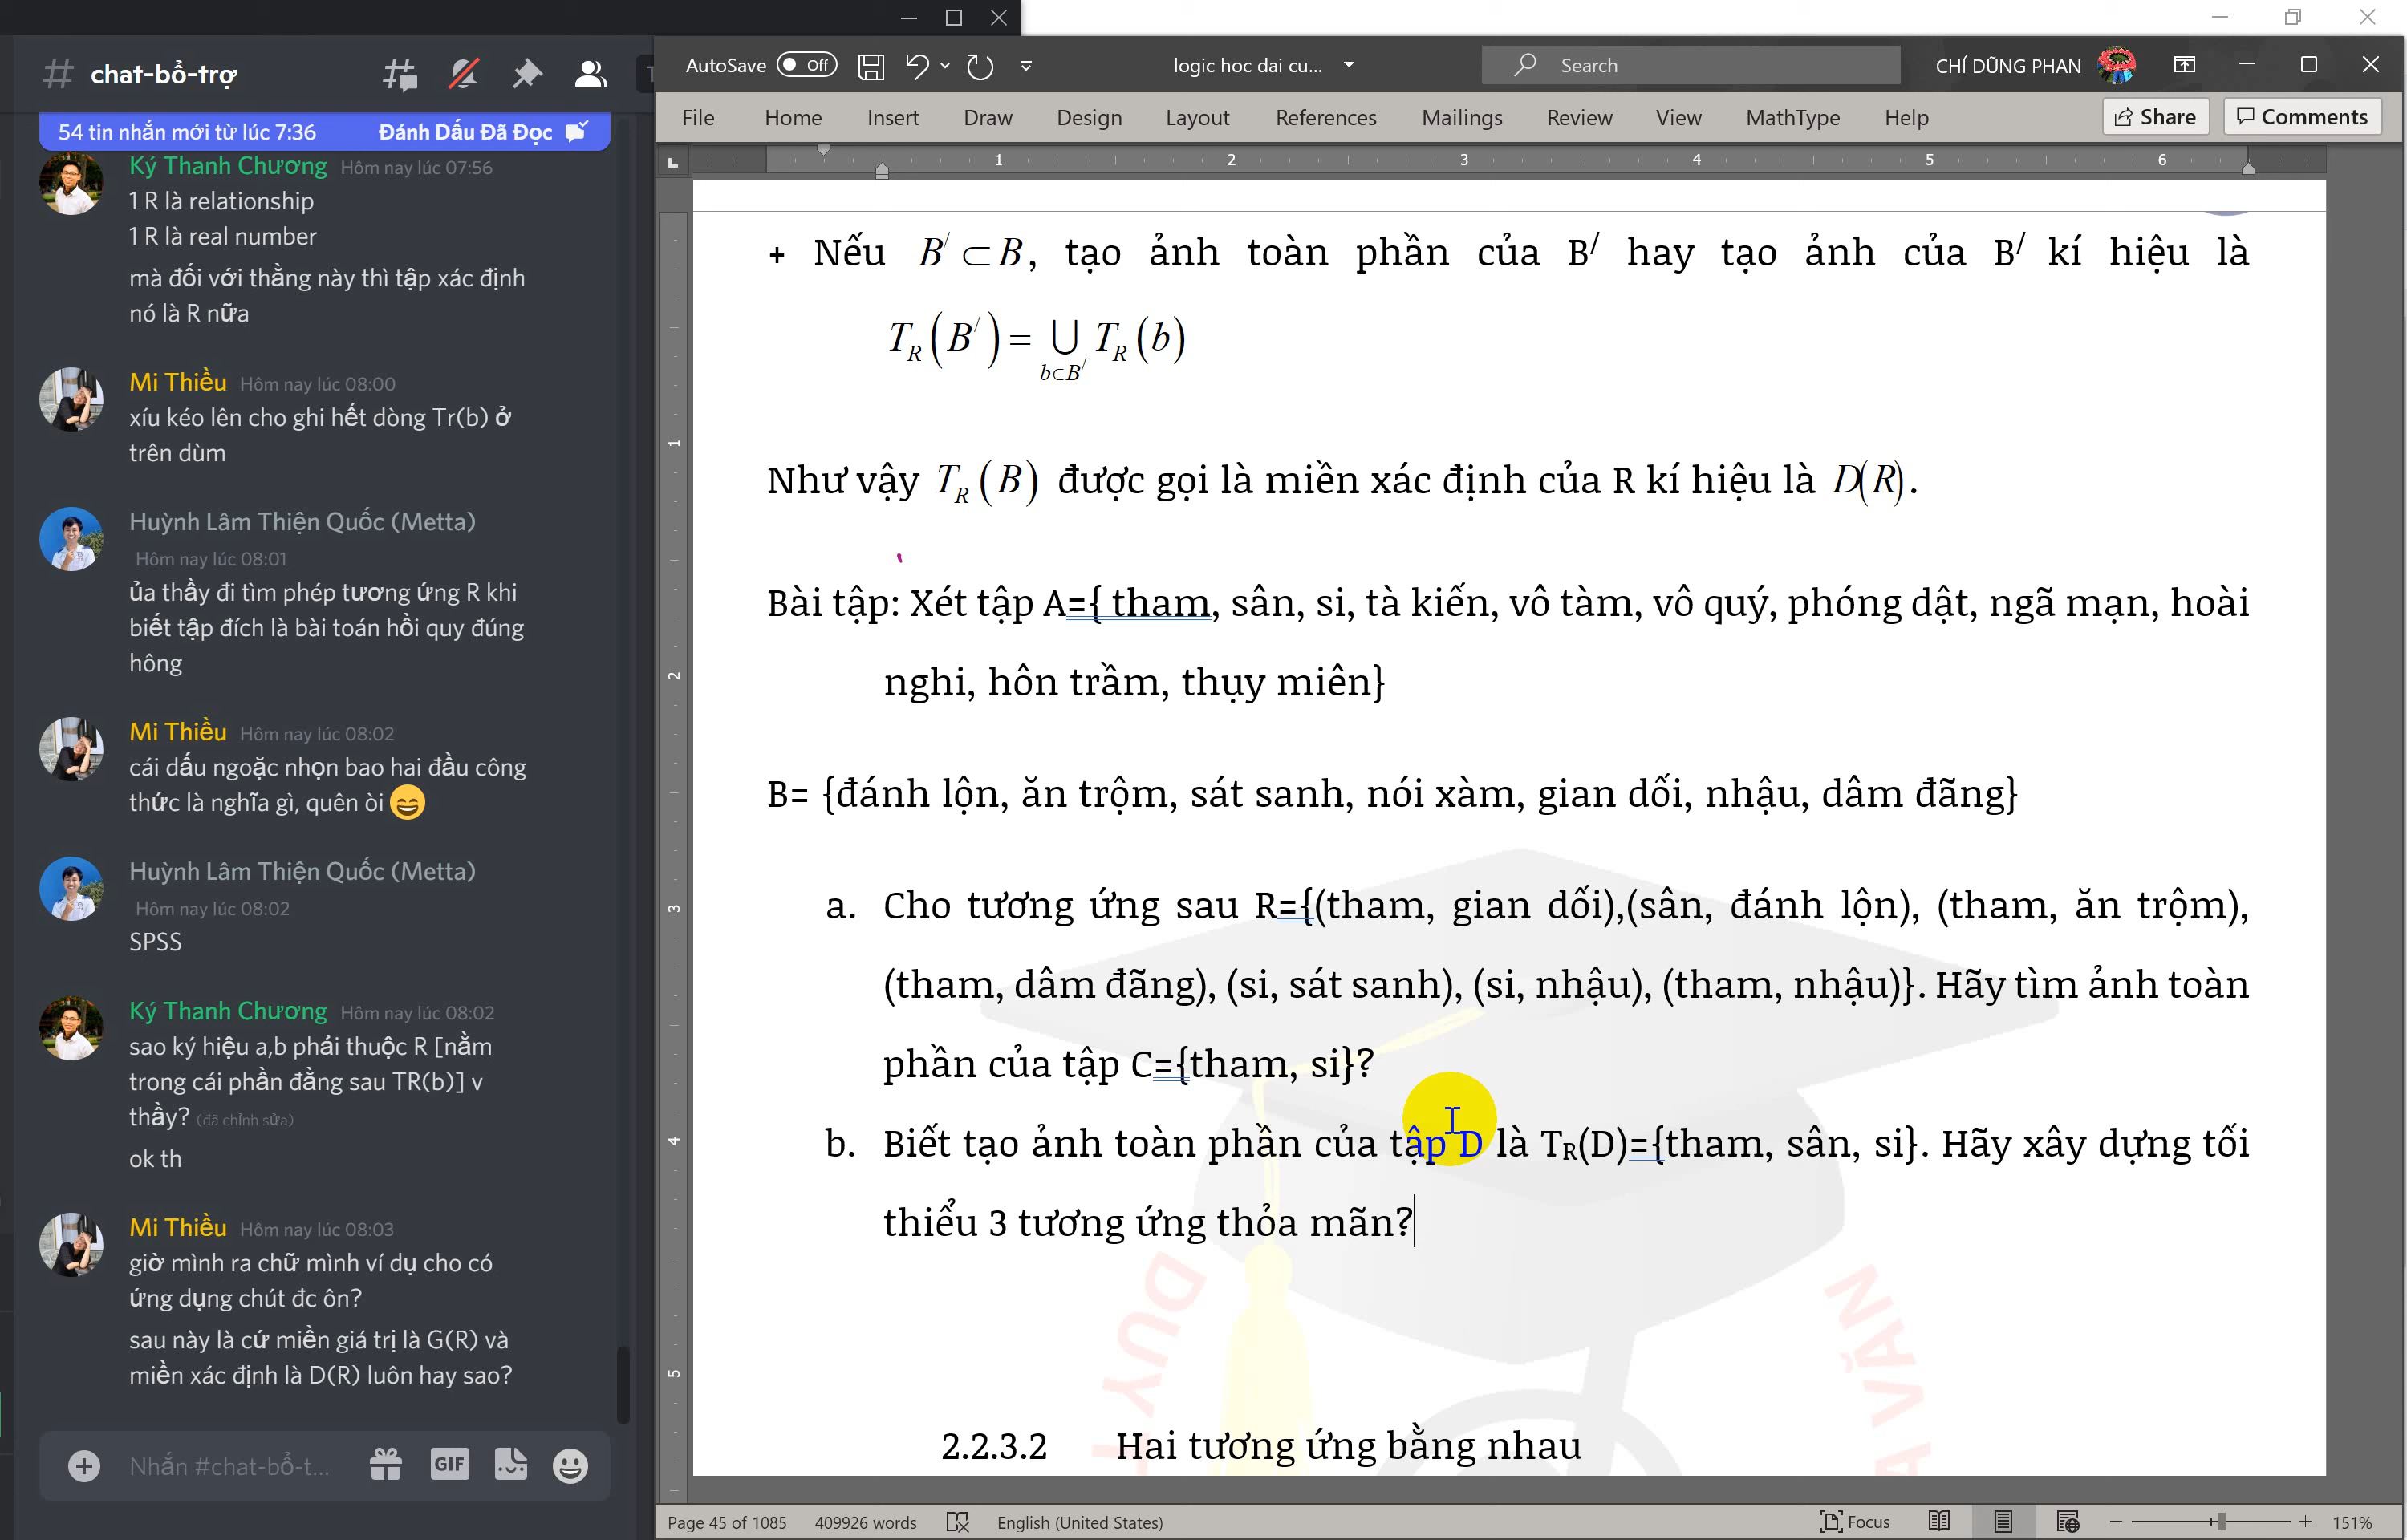 # chat-bổ-trợ
54 tin nhắn mới từ lúc 7:36 Đánh Dấu Đã Đọc
Ký Thanh Chương Hôm nay lúc 07:56
1 R là relationship
1 R là real number
mà đối với thằng này thì tập xác định
nó là R nữa
Mi Thiều Hôm nay lúc 08:00
xíu kéo lên cho ghi hết dòng Tr(b) ở
trên dùm
Huỳnh Lâm Thiện Quốc (Metta)
Hôm nay lúc 08:01
ủa thầy đi tìm phép tương ứng R khi
biết tập đích là bài toán hồi quy đúng
hông
Mi Thiều Hôm nay lúc 08:02
cái dấu ngoặc nhọn bao hai đầu công
thức là nghĩa gì, quên òi 😄
Huỳnh Lâm Thiện Quốc (Metta)
Hôm nay lúc 08:02
SPSS
Ký Thanh Chương Hôm nay lúc 08:02
sao ký hiệu a,b phải thuộc R [nằm
trong cái phần đằng sau TR(b)] v
thầy? (đã chỉnh sửa)
ok th
Mi Thiều Hôm nay lúc 08:03
giờ mình ra chữ mình ví dụ cho có
ứng dụng chút đc ôn?
sau này là cứ miền giá trị là G(R) và
miền xác định là D(R) luôn hay sao?
Nhắn #chat-bổ-t... GIF
AutoSave Off logic hoc dai cu... Search CHÍ DŨNG PHAN
File Home Insert Draw Design Layout References Mailings Review View MathType Help Share Comments
1 2 3 4 5 6
+ Nếu B/ ⊂ B, tạo ảnh toàn phần của B/ hay tạo ảnh của B/ kí hiệu là
T_R(B/) = ⋃_{b∈B/} T_R(b)
Như vậy T_R(B) được gọi là miền xác định của R kí hiệu là D(R).
Bài tập: Xét tập A={ tham, sân, si, tà kiến, vô tàm, vô quý, phóng dật, ngã mạn, hoài
nghi, hôn trầm, thụy miên}
B= {đánh lộn, ăn trộm, sát sanh, nói xàm, gian dối, nhậu, dâm đãng}
a. Cho tương ứng sau R={(tham, gian dối),(sân, đánh lộn), (tham, ăn trộm),
(tham, dâm đãng), (si, sát sanh), (si, nhậu), (tham, nhậu)}. Hãy tìm ảnh toàn
phần của tập C={tham, si}?
b. Biết tạo ảnh toàn phần của tập D là T_R(D)={tham, sân, si}. Hãy xây dựng tối
thiểu 3 tương ứng thỏa mãn?
2.2.3.2 Hai tương ứng bằng nhau
1
2
3
4
5
DUY
VĂN
Page 45 of 1085 409926 words English (United States) Focus 151%